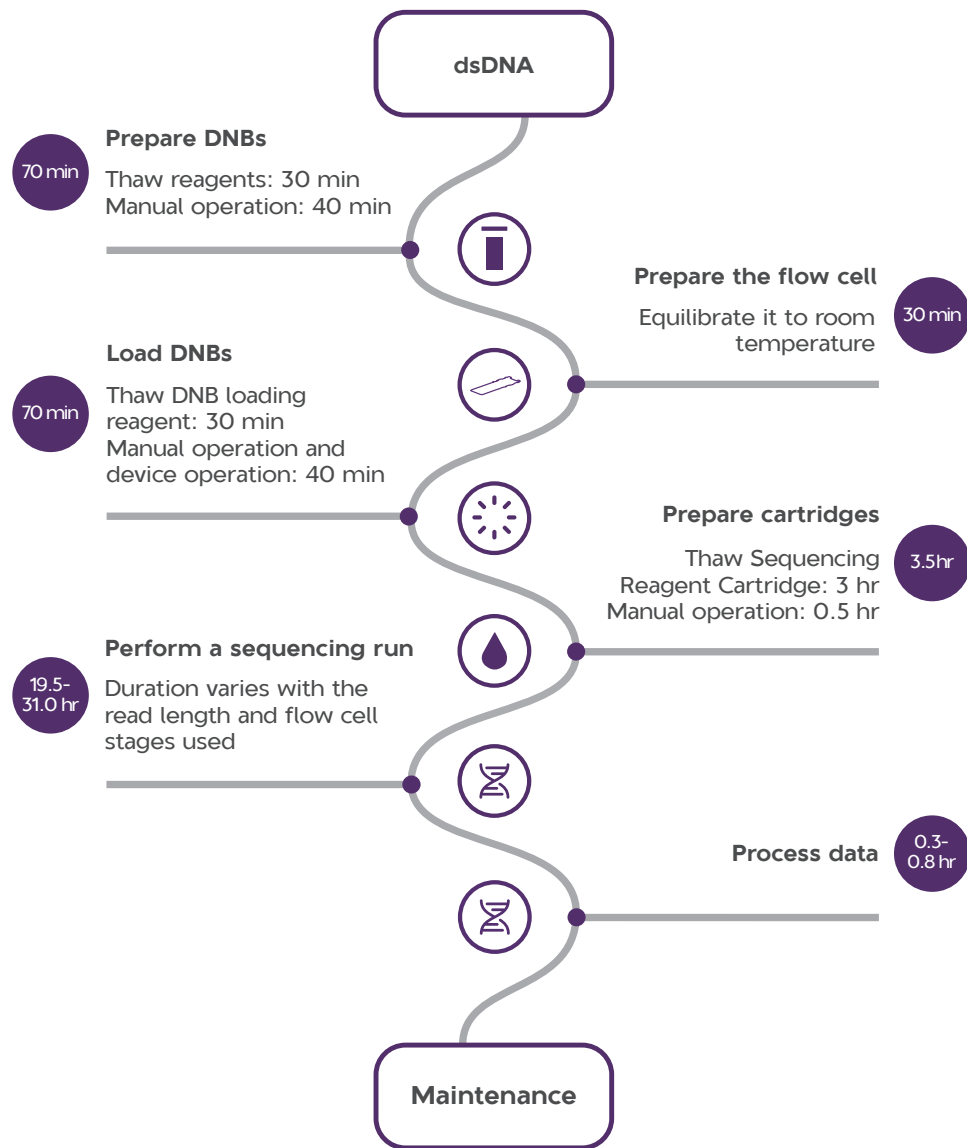 dsDNA
70 min
Prepare DNBs
Thaw reagents: 30 min
Manual operation: 40 min
Prepare the flow cell
Equilibrate it to room
temperature
30 min
70 min
Load DNBs
Thaw DNB loading
reagent: 30 min
Manual operation and
device operation: 40 min
Prepare cartridges
Thaw Sequencing
Reagent Cartridge: 3 hr
Manual operation: 0.5 hr
3.5hr
19.5-
31.0 hr
Perform a sequencing run
Duration varies with the
read length and flow cell
stages used
Process data
0.3-
0.8 hr
Maintenance